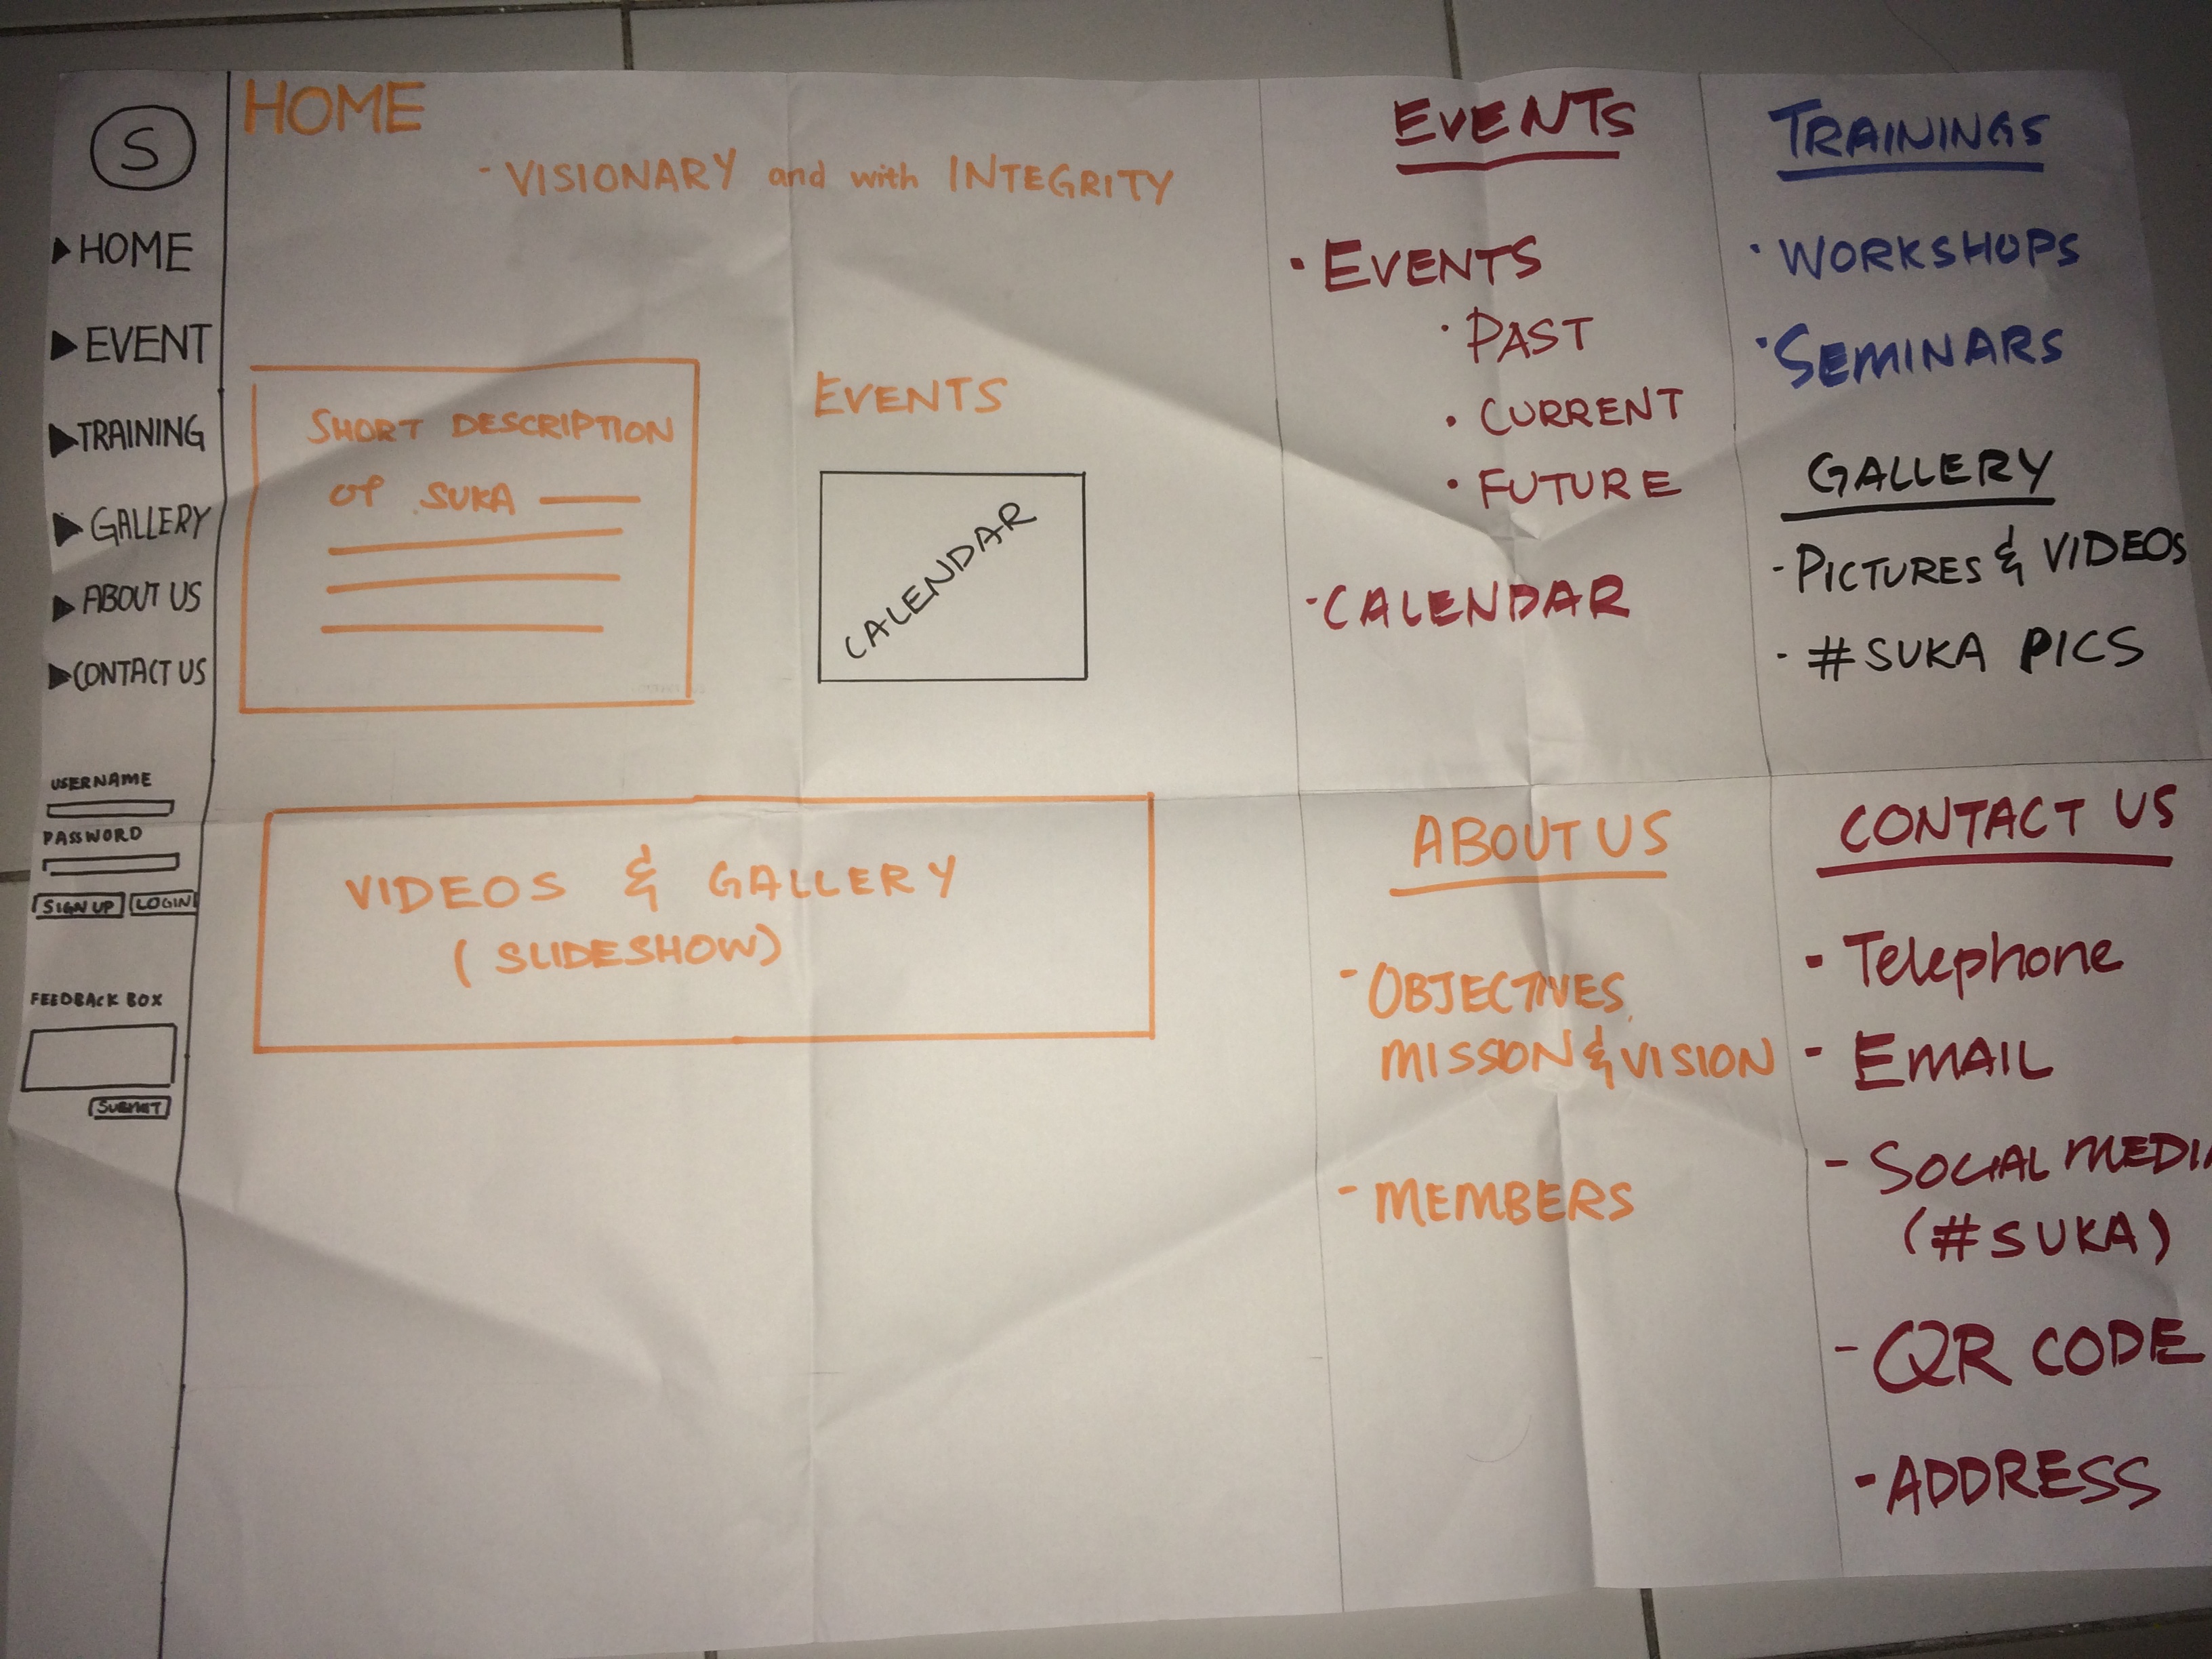 S
HOME
EVENT
TRAINING
GALLERY
ABOUT US
CONTACT US
USERNAME
PASSWORD
SIGN UP LOGIN
FEEDBACK BOX
SUBMIT
HOME
- VISIONARY and with INTEGRITY
SHORT DESCRIPTION
OF SUKA
EVENTS
CALENDAR
VIDEOS & GALLERY
(SLIDESHOW)
EVENTS
• EVENTS
• PAST
• CURRENT
• FUTURE
- CALENDAR
TRAININGS
• WORKSHOPS
• SEMINARS
GALLERY
- PICTURES & VIDEOS
- #SUKA PICS
ABOUT US
- OBJECTIVES,
MISSION & VISION
- MEMBERS
CONTACT US
- Telephone
- EMAIL
- SOCIAL MEDIA
(#SUKA)
- QR CODE
- ADDRESS